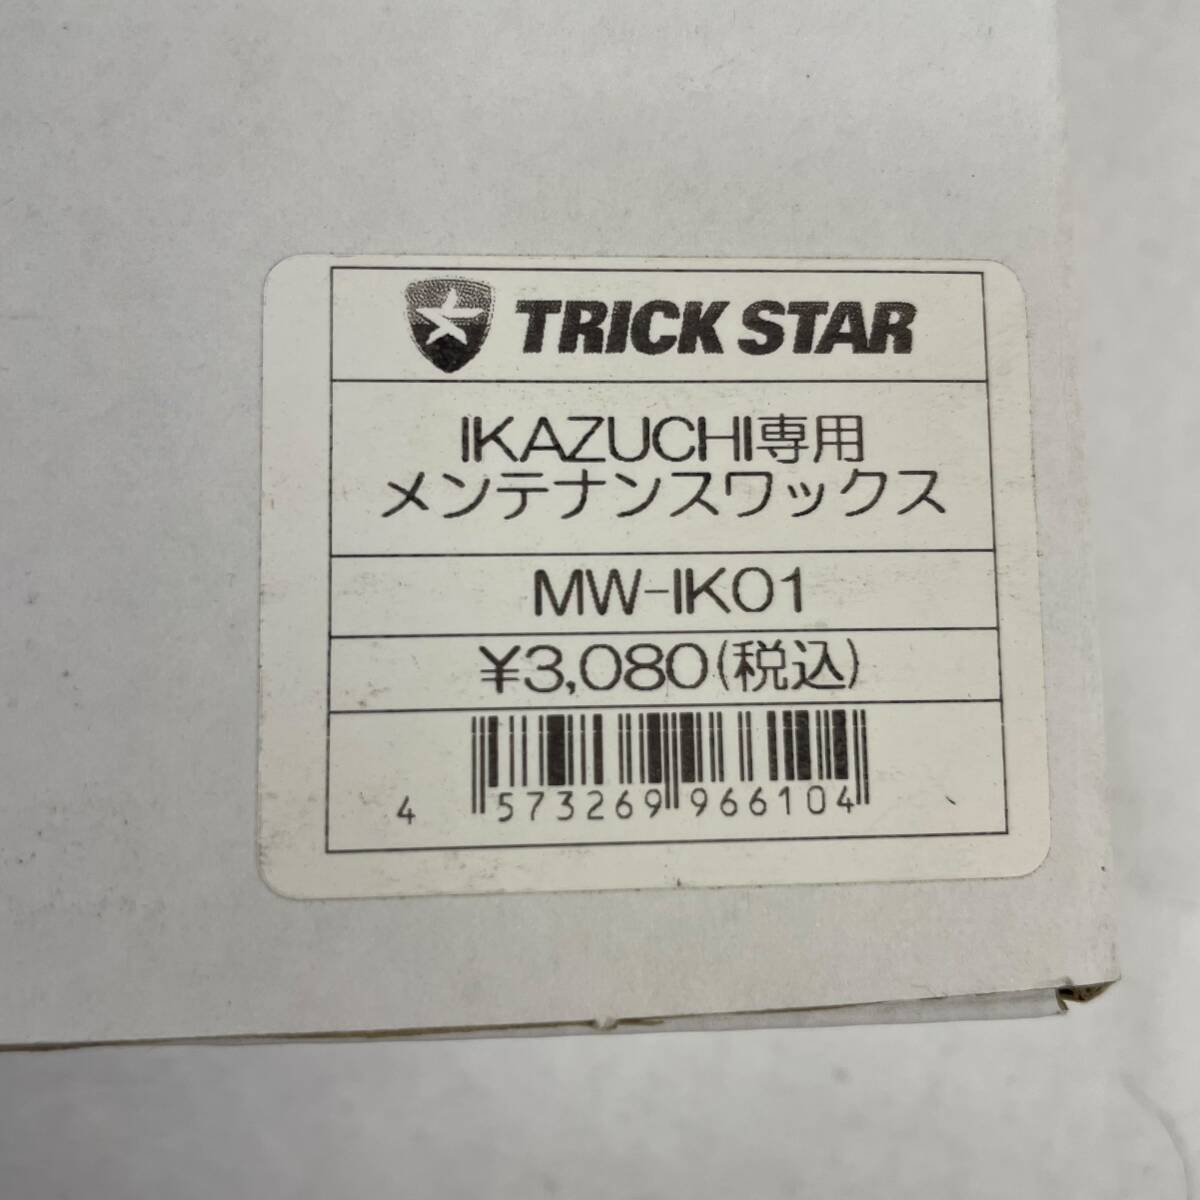 TRICK STAR
IKAZUCHI専用
メンテナンスワックス
MW-IK01
¥3,080(税込)
4 573269 966104